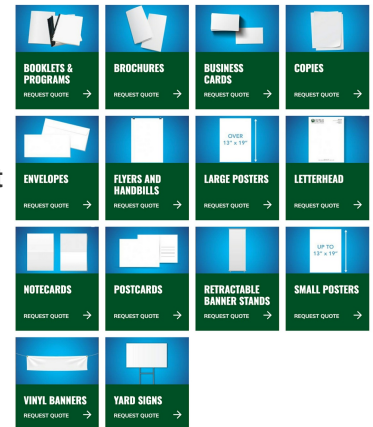 BOOKLETS &
PROGRAMS
REQUEST QUOTE
BROCHURES
REQUEST QUOTE
BUSINESS
CARDS
REQUEST QUOTE
COPIES
REQUEST QUOTE
ENVELOPES
REQUEST QUOTE
FLYERS AND
HANDBILLS
REQUEST QUOTE
OVER
13" x 19"
LARGE POSTERS
REQUEST QUOTE
LETTERHEAD
REQUEST QUOTE
NOTECARDS
REQUEST QUOTE
POSTCARDS
REQUEST QUOTE
RETRACTABLE
BANNER STANDS
REQUEST QUOTE
UP TO
13" x 19"
SMALL POSTERS
REQUEST QUOTE
VINYL BANNERS
REQUEST QUOTE
YARD SIGNS
REQUEST QUOTE